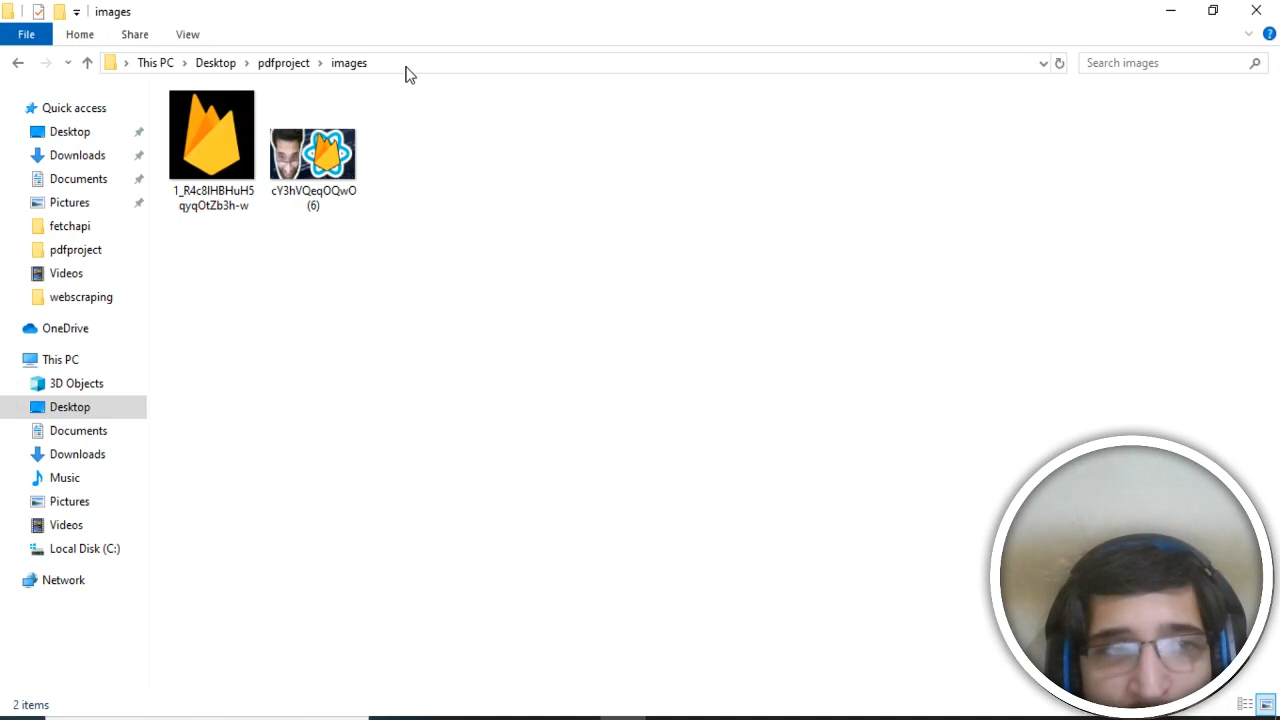 images
File
Home
Share
View
This PC
Desktop
pdfproject
images
Search images
Quick access
Desktop
Downloads
Documents
Pictures
fetchapi
pdfproject
Videos
webscraping
OneDrive
This PC
3D Objects
Desktop
Documents
Downloads
Music
Pictures
Videos
Local Disk (C:)
Network
1_R4c8lHBHuH5
qyqOtZb3h-w
cY3hVQeqOQwO
(6)
2 items